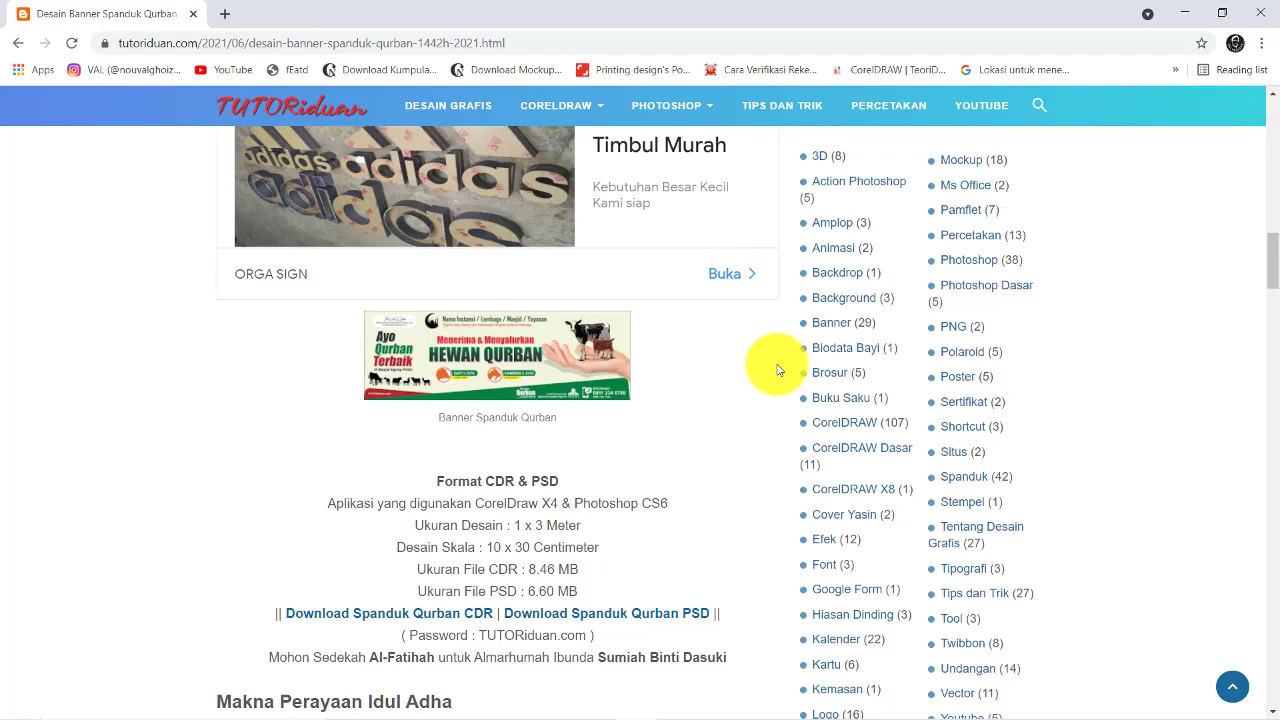 Desain Banner Spanduk Qurban
tutoriduan.com/2021/06/desain-banner-spanduk-qurban-1442h-2021.html
Apps
VAL (@nouvalghoiz...
YouTube
fEatd
Download Kumpula...
Download Mockup...
Printing design's Po...
Cara Verifikasi Reke...
CorelDRAW | TeoriD...
Lokasi untuk mene...
»
Reading list
TUTORiduan
DESAIN GRAFIS
CORELDRAW
PHOTOSHOP
TIPS DAN TRIK
PERCETAKAN
YOUTUBE
adidas
adidas
Timbul Murah
Kebutuhan Besar Kecil
Kami siap
ORGA SIGN
Buka
Nama Instansi / Lembaga / Masjid / Yayasan
Ayo
Qurban
Terbaik
Menerima & Menyalurkan
HEWAN QURBAN
Banner Spanduk Qurban
Format CDR & PSD
Aplikasi yang digunakan CorelDraw X4 & Photoshop CS6
Ukuran Desain : 1 x 3 Meter
Desain Skala : 10 x 30 Centimeter
Ukuran File CDR : 8.46 MB
Ukuran File PSD : 6.60 MB
|| Download Spanduk Qurban CDR | Download Spanduk Qurban PSD ||
( Password : TUTORiduan.com )
Mohon Sedekah Al-Fatihah untuk Almarhumah Ibunda Sumiah Binti Dasuki
Makna Perayaan Idul Adha
3D (8)
Action Photoshop
(5)
Amplop (3)
Animasi (2)
Backdrop (1)
Background (3)
Banner (29)
Biodata Bayi (1)
Brosur (5)
Buku Saku (1)
CorelDRAW (107)
CorelDRAW Dasar
(11)
CorelDRAW X8 (1)
Cover Yasin (2)
Efek (12)
Font (3)
Google Form (1)
Hiasan Dinding (3)
Kalender (22)
Kartu (6)
Kemasan (1)
Logo (16)
Mockup (18)
Ms Office (2)
Pamflet (7)
Percetakan (13)
Photoshop (38)
Photoshop Dasar
(5)
PNG (2)
Polaroid (5)
Poster (5)
Sertifikat (2)
Shortcut (3)
Situs (2)
Spanduk (42)
Stempel (1)
Tentang Desain
Grafis (27)
Tipografi (3)
Tips dan Trik (27)
Tool (3)
Twibbon (8)
Undangan (14)
Vector (11)
Youtube (5)